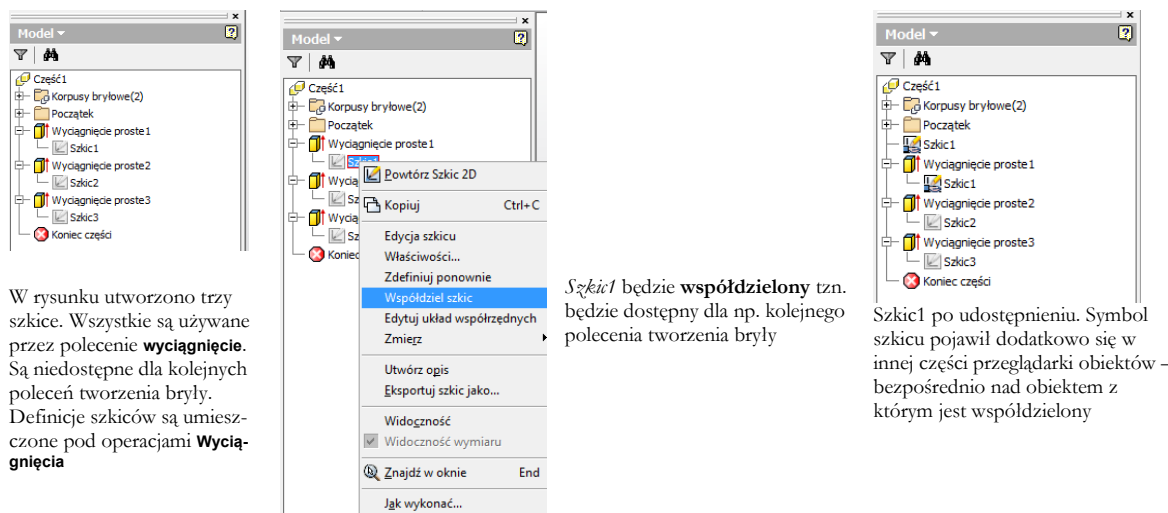 Model
Część1
Korpusy bryłowe(2)
Początek
Wyciągnięcie proste1
Szkic1
Wyciągnięcie proste2
Szkic2
Wyciągnięcie proste3
Szkic3
Koniec części
W rysunku utworzono trzy
szkice. Wszystkie są używane
przez polecenie wyciągnięcie.
Są niedostępne dla kolejnych
poleceń tworzenia bryły.
Definicje szkiców są umiesz-
czone pod operacjami Wycią-
gnięcia
Model
Część1
Korpusy bryłowe(2)
Początek
Wyciągnięcie proste1
Szkic1
Wycią
Sz
Wycią
Sz
Koniec
Powtórz Szkic 2D
Kopiuj Ctrl+C
Edycja szkicu
Właściwości...
Zdefiniuj ponownie
Współdziel szkic
Edytuj układ współrzędnych
Zmierz
Utwórz opis
Eksportuj szkic jako...
Widoczność
Widoczność wymiaru
Znajdź w oknie End
Jak wykonać...
Szkic1 będzie współdzielony tzn.
będzie dostępny dla np. kolejnego
polecenia tworzenia bryły
Model
Część1
Korpusy bryłowe(2)
Początek
Szkic1
Wyciągnięcie proste1
Szkic1
Wyciągnięcie proste2
Szkic2
Wyciągnięcie proste3
Szkic3
Koniec części
Szkic1 po udostępnieniu. Symbol
szkicu pojawił dodatkowo się w
innej części przeglądarki obiektów –
bezpośrednio nad obiektem z
którym jest współdzielony